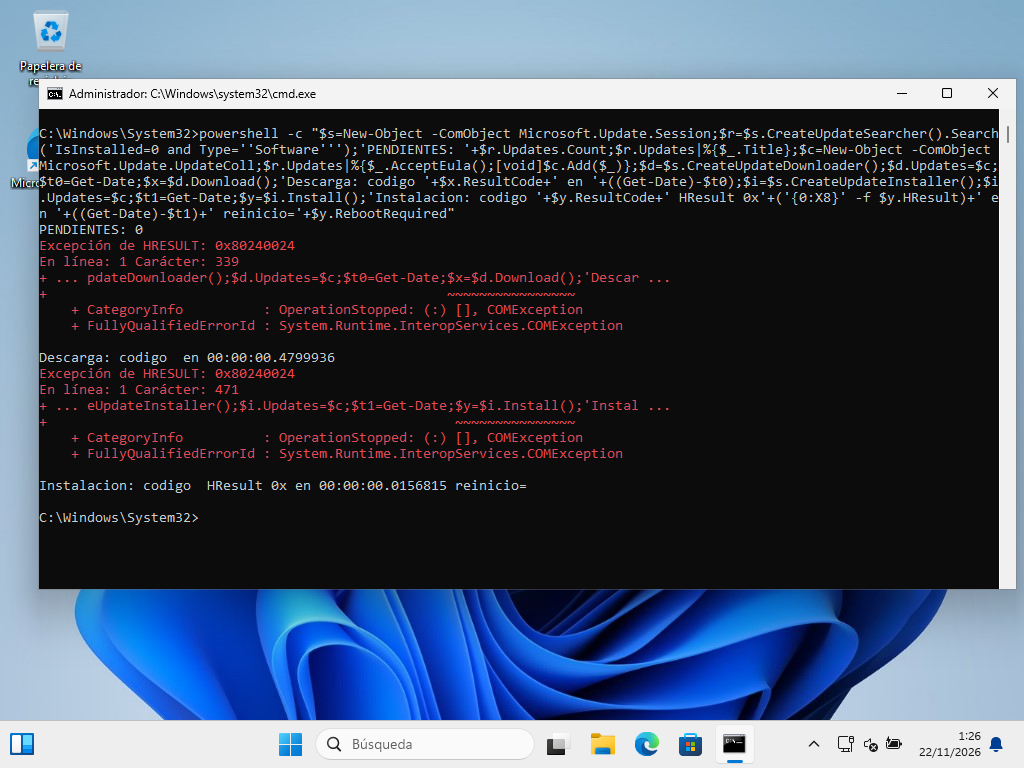 Papelera de
Administrador: C:\Windows\system32\cmd.exe
C:\Windows\System32>powershell -c "$s=New-Object -ComObject Microsoft.Update.Session;$r=$s.CreateUpdateSearcher().Search
('IsInstalled=0 and Type=''Software''');'PENDIENTES: '+$r.Updates.Count;$r.Updates|%{$_.Title};$c=New-Object -ComObject
Microsoft.Update.UpdateColl;$r.Updates|%{$_.AcceptEula();[void]$c.Add($_)};$d=$s.CreateUpdateDownloader();$d.Updates=$c;
$t0=Get-Date;$x=$d.Download();'Descarga: codigo '+$x.ResultCode+' en '+((Get-Date)-$t0);$i=$s.CreateUpdateInstaller();$i
.Updates=$c;$t1=Get-Date;$y=$i.Install();'Instalacion: codigo '+$y.ResultCode+' HResult 0x'+('{0:X8}' -f $y.HResult)+' e
n '+((Get-Date)-$t1)+' reinicio='+$y.RebootRequired"
PENDIENTES: 0
Excepción de HRESULT: 0x80240024
En línea: 1 Carácter: 339
+ ... pdateDownloader();$d.Updates=$c;$t0=Get-Date;$x=$d.Download();'Descar ...
+                                                   ~~~~~~~~~~~~~~~~
    + CategoryInfo          : OperationStopped: (:) [], COMException
    + FullyQualifiedErrorId : System.Runtime.InteropServices.COMException
Descarga: codigo  en 00:00:00.4799936
Excepción de HRESULT: 0x80240024
En línea: 1 Carácter: 471
+ ... eUpdateInstaller();$i.Updates=$c;$t1=Get-Date;$y=$i.Install();'Instal ...
+                                                    ~~~~~~~~~~~~~~~
    + CategoryInfo          : OperationStopped: (:) [], COMException
    + FullyQualifiedErrorId : System.Runtime.InteropServices.COMException
Instalacion: codigo  HResult 0x en 00:00:00.0156815 reinicio=
C:\Windows\System32>
Búsqueda
1:26
22/11/2026